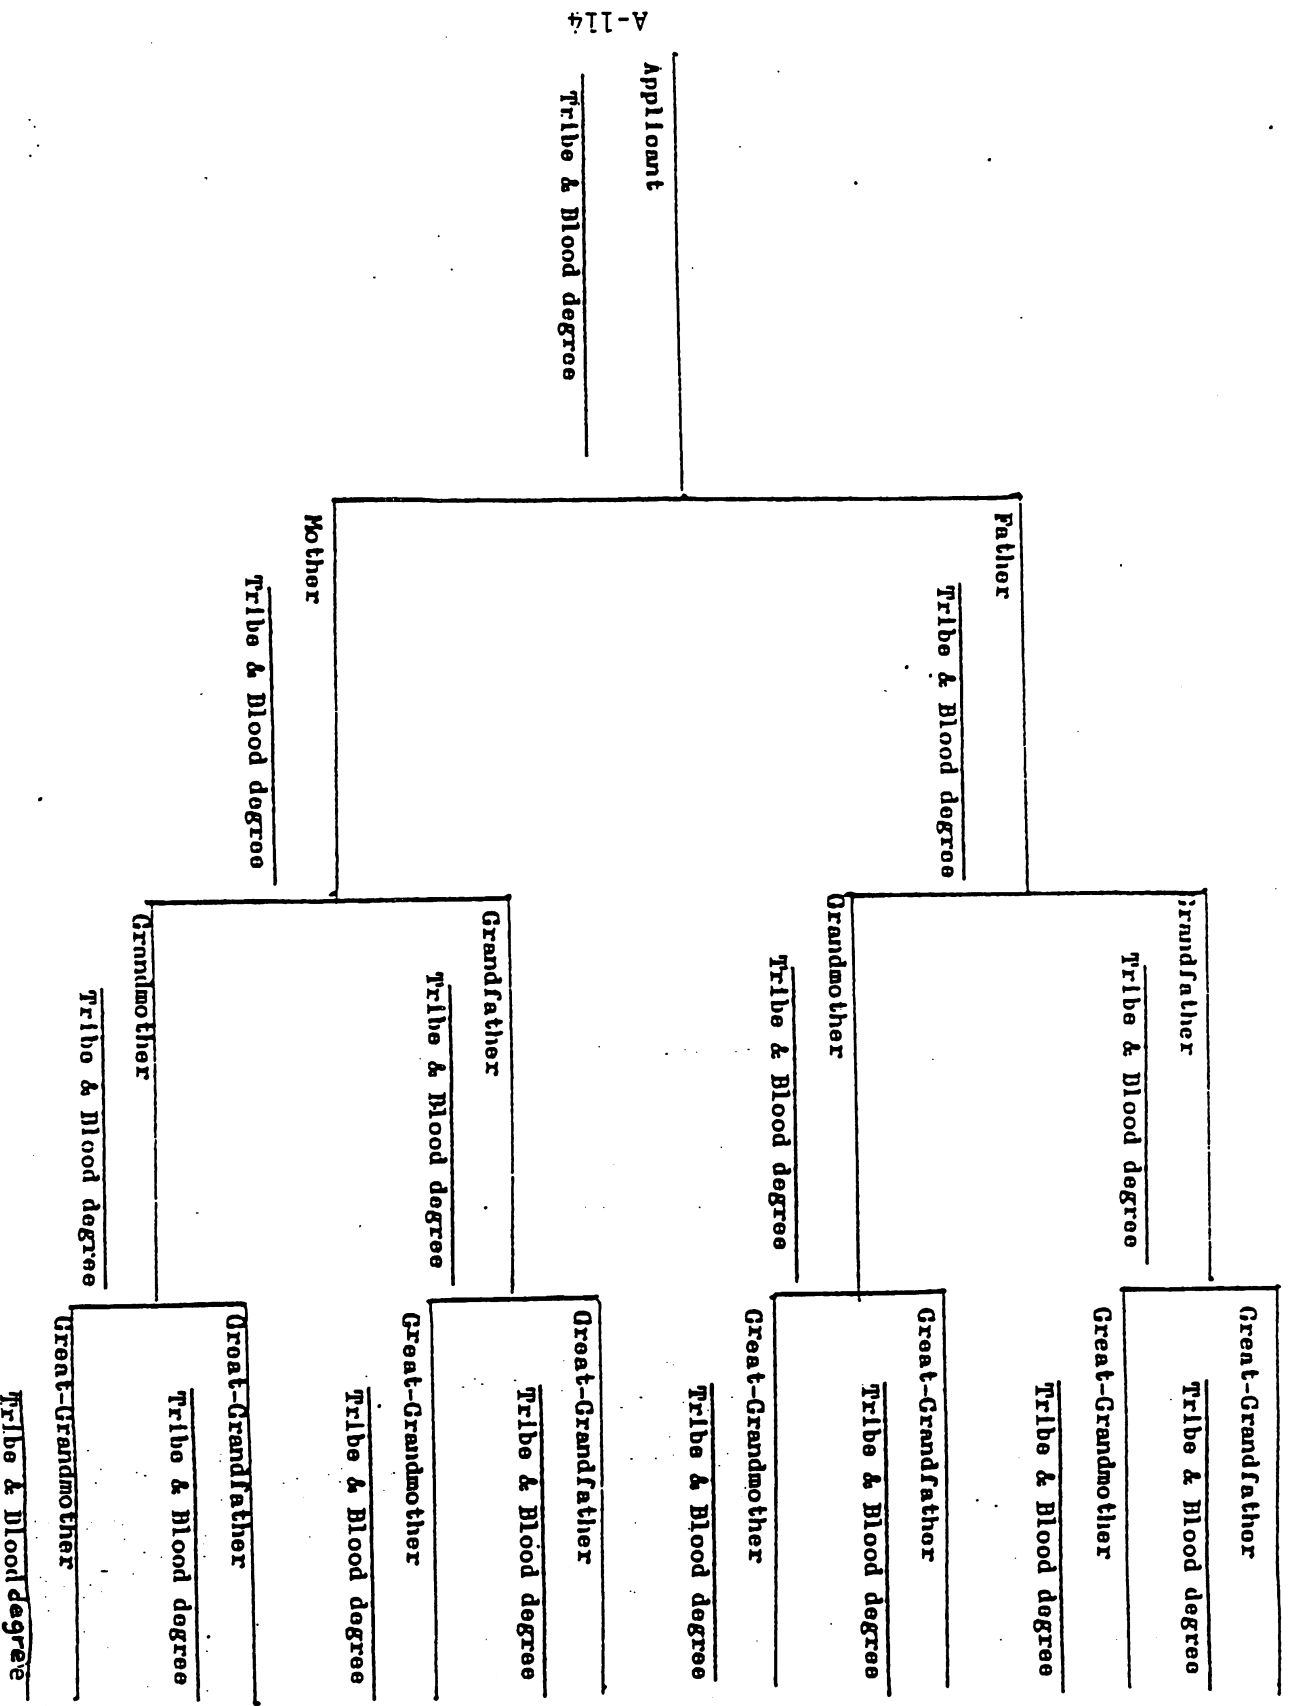 A-114
Applicant
Tribe & Blood degree
Father
Tribe & Blood degree
Mother
Tribe & Blood degree
Grandfather
Tribe & Blood degree
Grandmother
Tribe & Blood degree
Grandfather
Tribe & Blood degree
Grandmother
Tribe & Blood degree
Great-Grandfather
Tribe & Blood degree
Great-Grandmother
Tribe & Blood degree
Great-Grandfather
Tribe & Blood degree
Great-Grandmother
Tribe & Blood degree
Great-Grandfather
Tribe & Blood degree
Great-Grandmother
Tribe & Blood degree
Great-Grandfather
Tribe & Blood degree
Great-Grandmother
Tribe & Blood degree